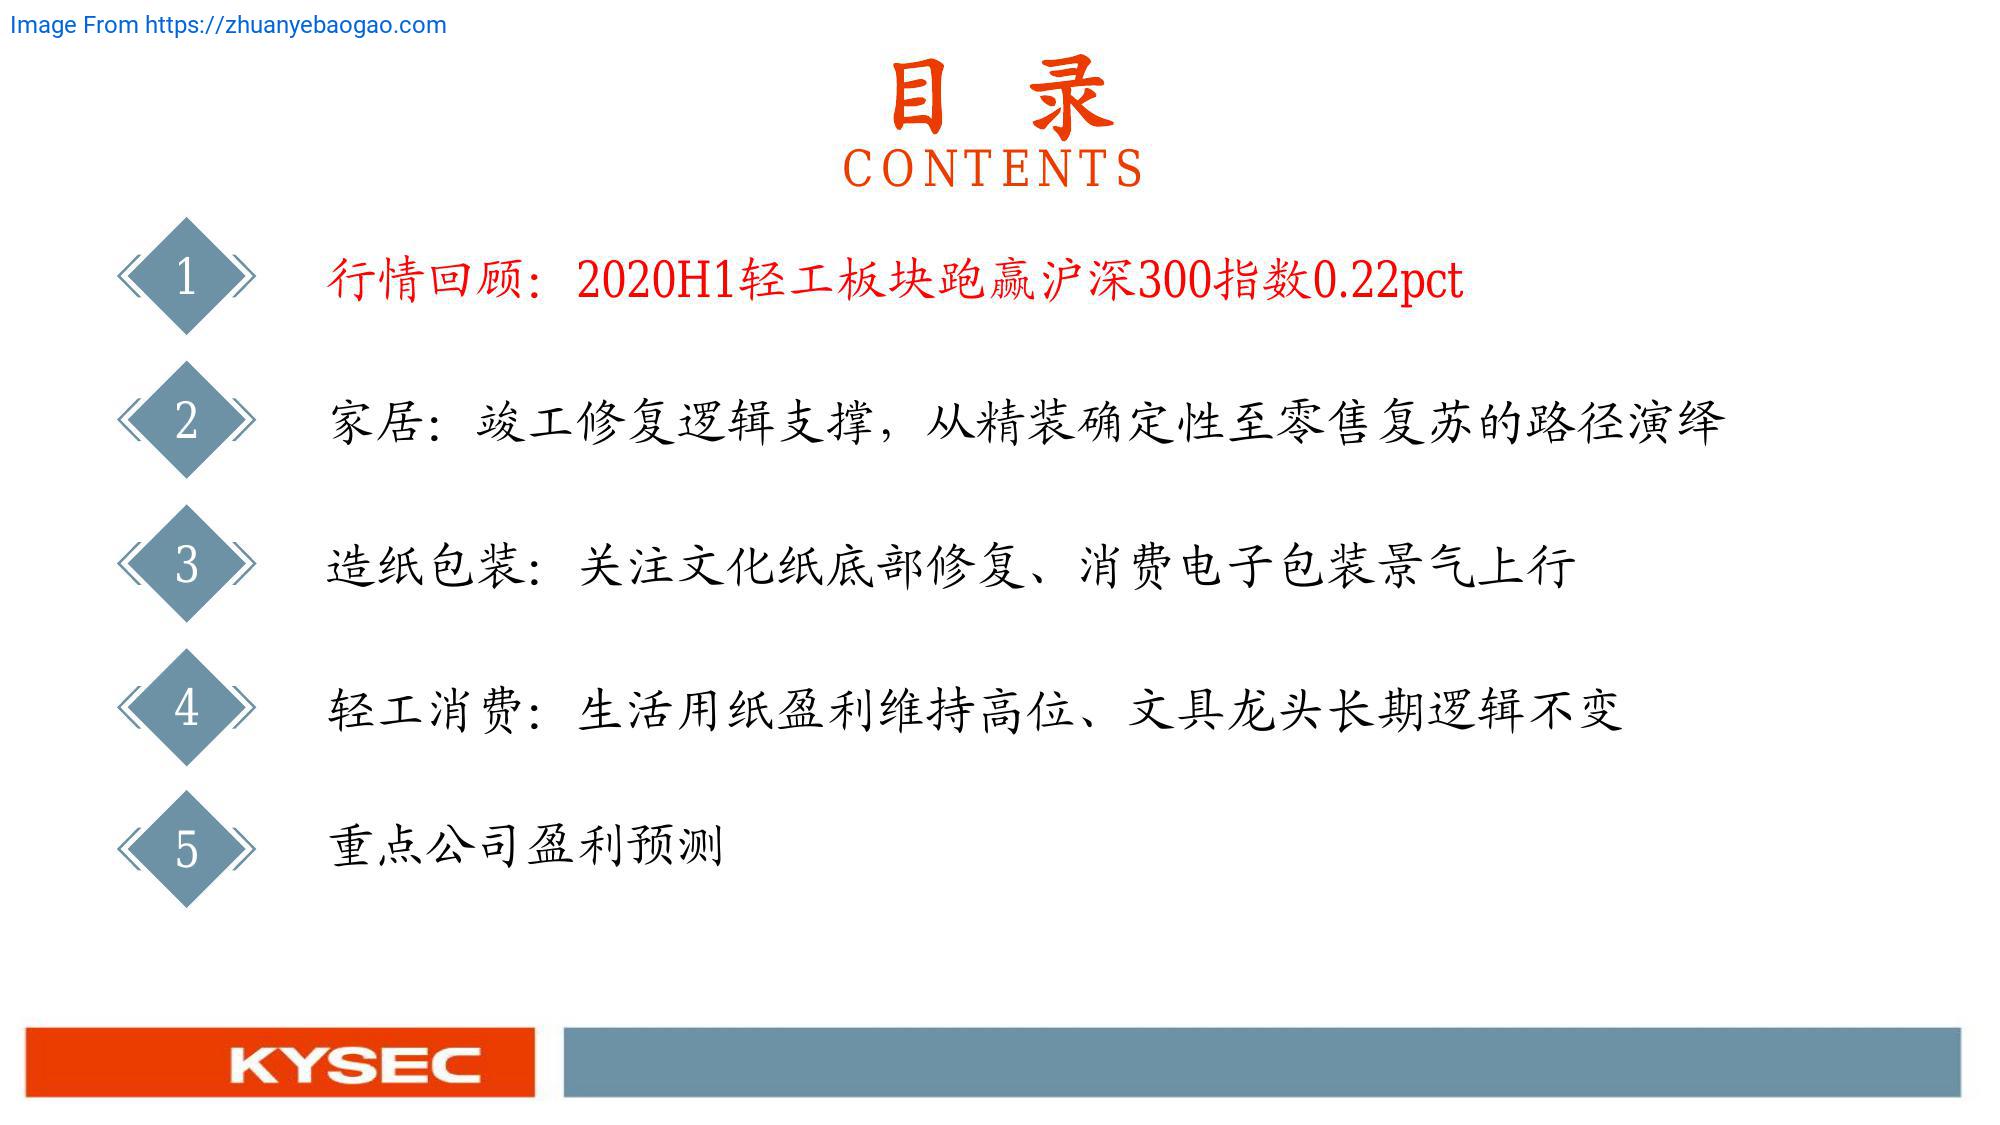 Image From https://zhuanyebaogao.com
目 录
CONTENTS
1 行情回顾：2020H1轻工板块跑赢沪深300指数0.22pct
2 家居：竣工修复逻辑支撑，从精装确定性至零售复苏的路径演绎
3 造纸包装：关注文化纸底部修复、消费电子包装景气上行
4 轻工消费：生活用纸盈利维持高位、文具龙头长期逻辑不变
5 重点公司盈利预测
KYSEC